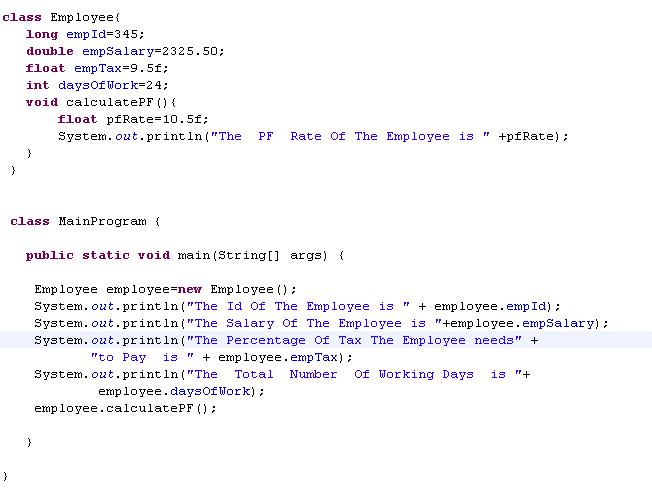 class Employee{
long empId=345;
double empSalary=2325.50;
float empTax=9.5f;
int daysOfWork=24;
void calculatePF(){
float pfRate=10.5f;
System.out.println("The  PF  Rate Of The Employee is " +pfRate);
}
}
class MainProgram {
public static void main(String[] args) {
Employee employee=new Employee();
System.out.println("The Id Of The Employee is " + employee.empId);
System.out.println("The Salary Of The Employee is "+employee.empSalary);
System.out.println("The Percentage Of Tax The Employee needs" +
"to Pay  is " + employee.empTax);
System.out.println("The  Total  Number  Of Working Days  is "+
employee.daysOfWork);
employee.calculatePF();
}
}